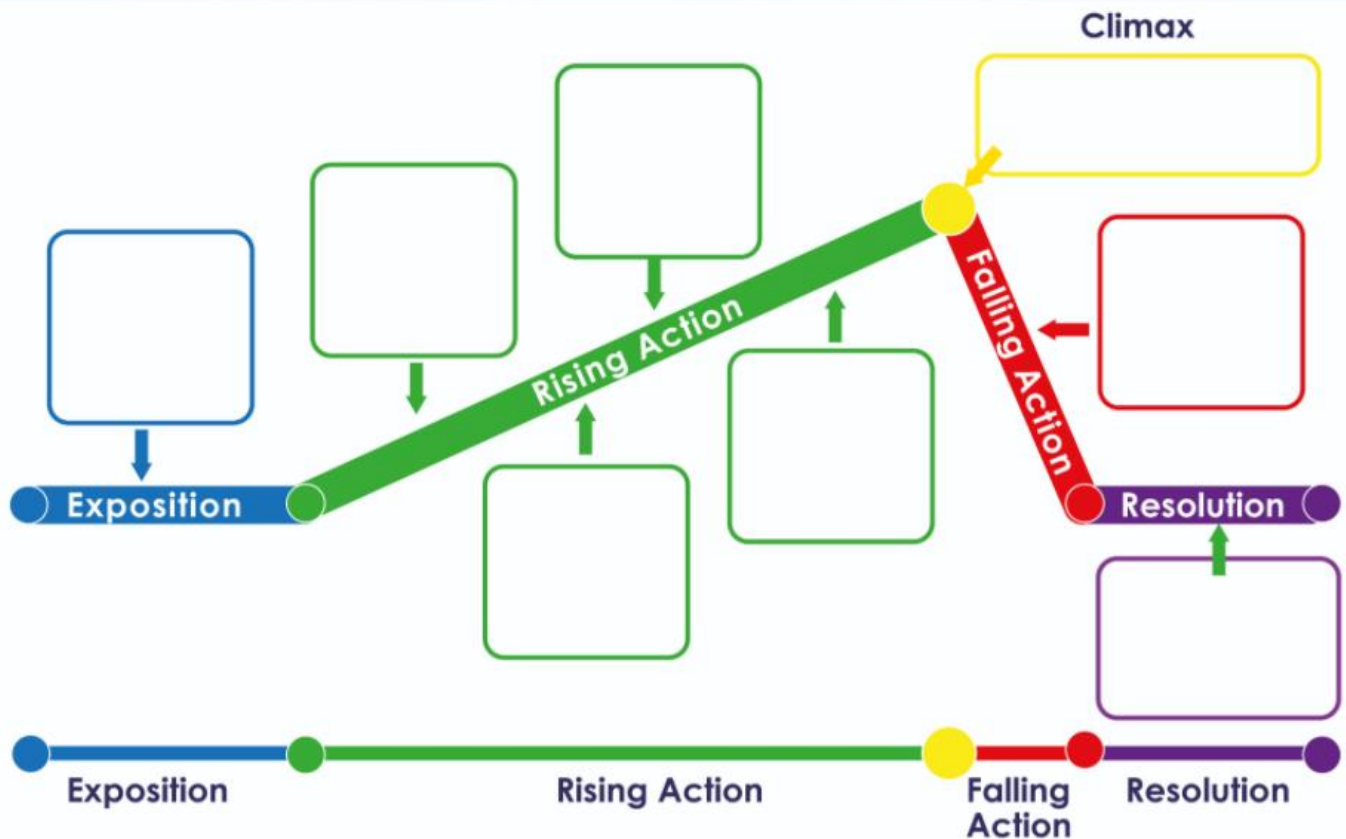 Climax
Rising Action
Falling Action
Exposition
Resolution
Exposition
Rising Action
Falling
Action
Resolution